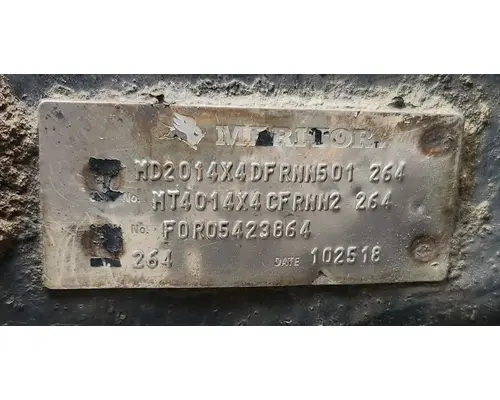 MERITOR
MD2014X4DFRNN501 264
No. MT4014X4CFRNN2 264
No. FOR05423864
264 DATE 102518